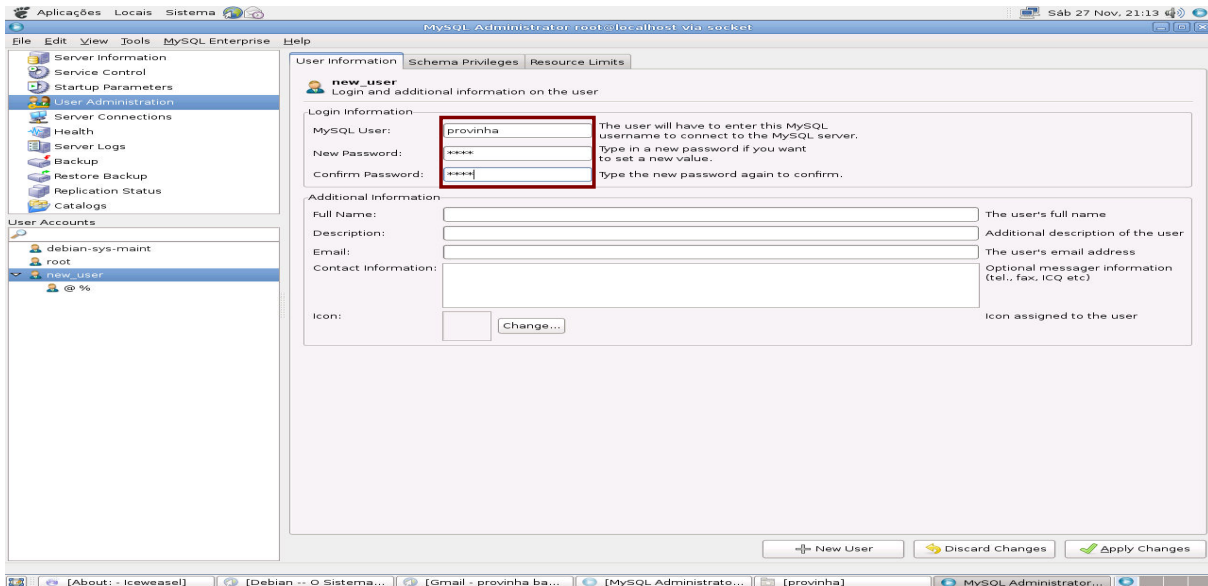 Aplicações Locais Sistema
Sáb 27 Nov, 21:13
MySQL Administrator root@localhost via socket
File Edit View Tools MySQL Enterprise Help
Server Information
Service Control
Startup Parameters
User Administration
Server Connections
Health
Server Logs
Backup
Restore Backup
Replication Status
Catalogs
User Accounts
debian-sys-maint
root
new_user
@ %
User Information Schema Privileges Resource Limits
new_user
Login and additional information on the user
Login Information
MySQL User: provinha The user will have to enter this MySQL
username to connect to the MySQL server.
New Password: **** Type in a new password if you want
to set a new value.
Confirm Password: **** Type the new password again to confirm.
Additional Information
Full Name: The user's full name
Description: Additional description of the user
Email: The user's email address
Contact Information: Optional messager information
(tel., fax, ICQ etc)
Icon: Change... Icon assigned to the user
New User Discard Changes Apply Changes
[About: - Iceweasel] [Debian -- O Sistema... [Gmail - provinha ba... [MySQL Administrato... [provinha] MySQL Administrator...